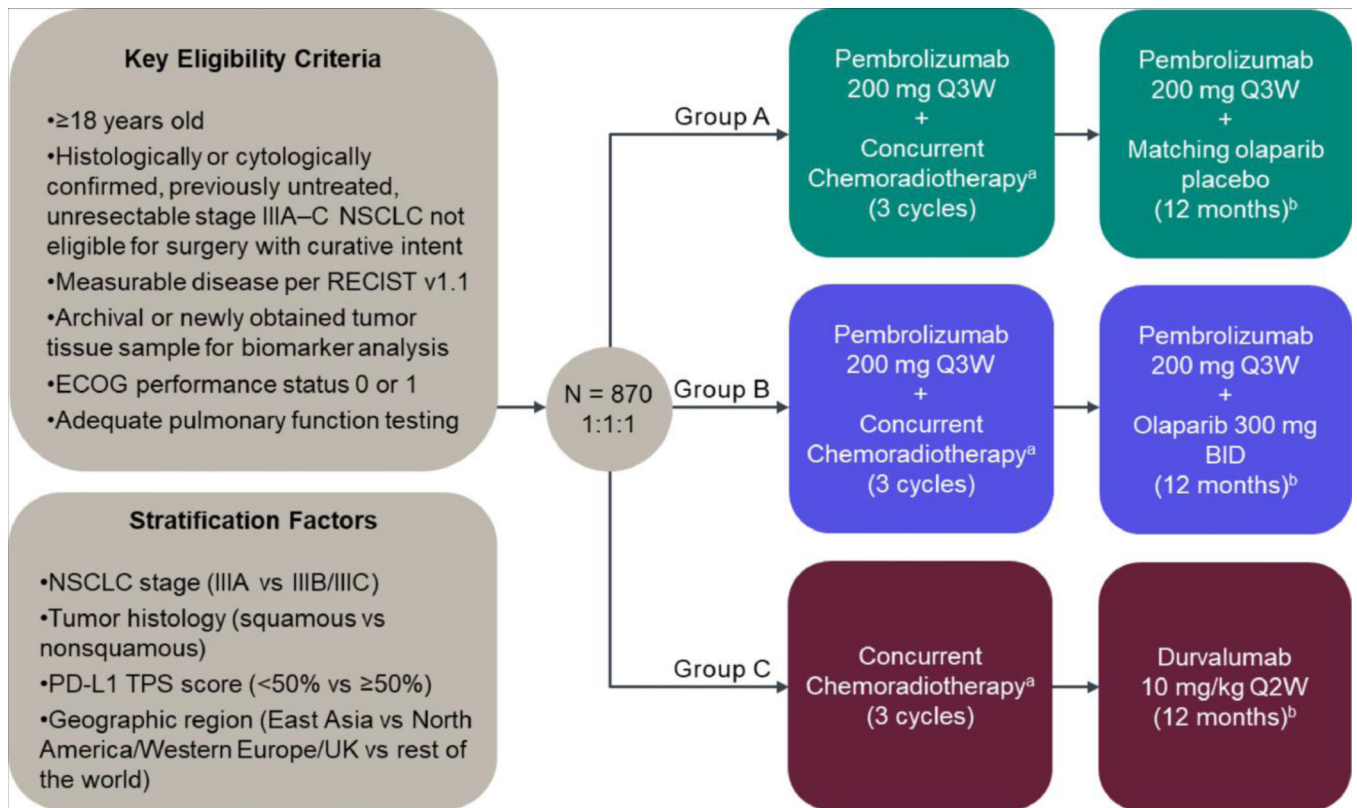 Key Eligibility Criteria
•≥18 years old
•Histologically or cytologically
confirmed, previously untreated,
unresectable stage IIIA–C NSCLC not
eligible for surgery with curative intent
•Measurable disease per RECIST v1.1
•Archival or newly obtained tumor
tissue sample for biomarker analysis
•ECOG performance status 0 or 1
•Adequate pulmonary function testing
Stratification Factors
•NSCLC stage (IIIA vs IIIB/IIIC)
•Tumor histology (squamous vs
nonsquamous)
•PD-L1 TPS score (<50% vs ≥50%)
•Geographic region (East Asia vs North
America/Western Europe/UK vs rest of
the world)
N = 870
1:1:1
Group A
Pembrolizumab
200 mg Q3W
+
Concurrent
Chemoradiotherapyᵃ
(3 cycles)
Pembrolizumab
200 mg Q3W
+
Matching olaparib
placebo
(12 months)ᵇ
Group B
Pembrolizumab
200 mg Q3W
+
Concurrent
Chemoradiotherapyᵃ
(3 cycles)
Pembrolizumab
200 mg Q3W
+
Olaparib 300 mg
BID
(12 months)ᵇ
Group C
Concurrent
Chemoradiotherapyᵃ
(3 cycles)
Durvalumab
10 mg/kg Q2W
(12 months)ᵇ